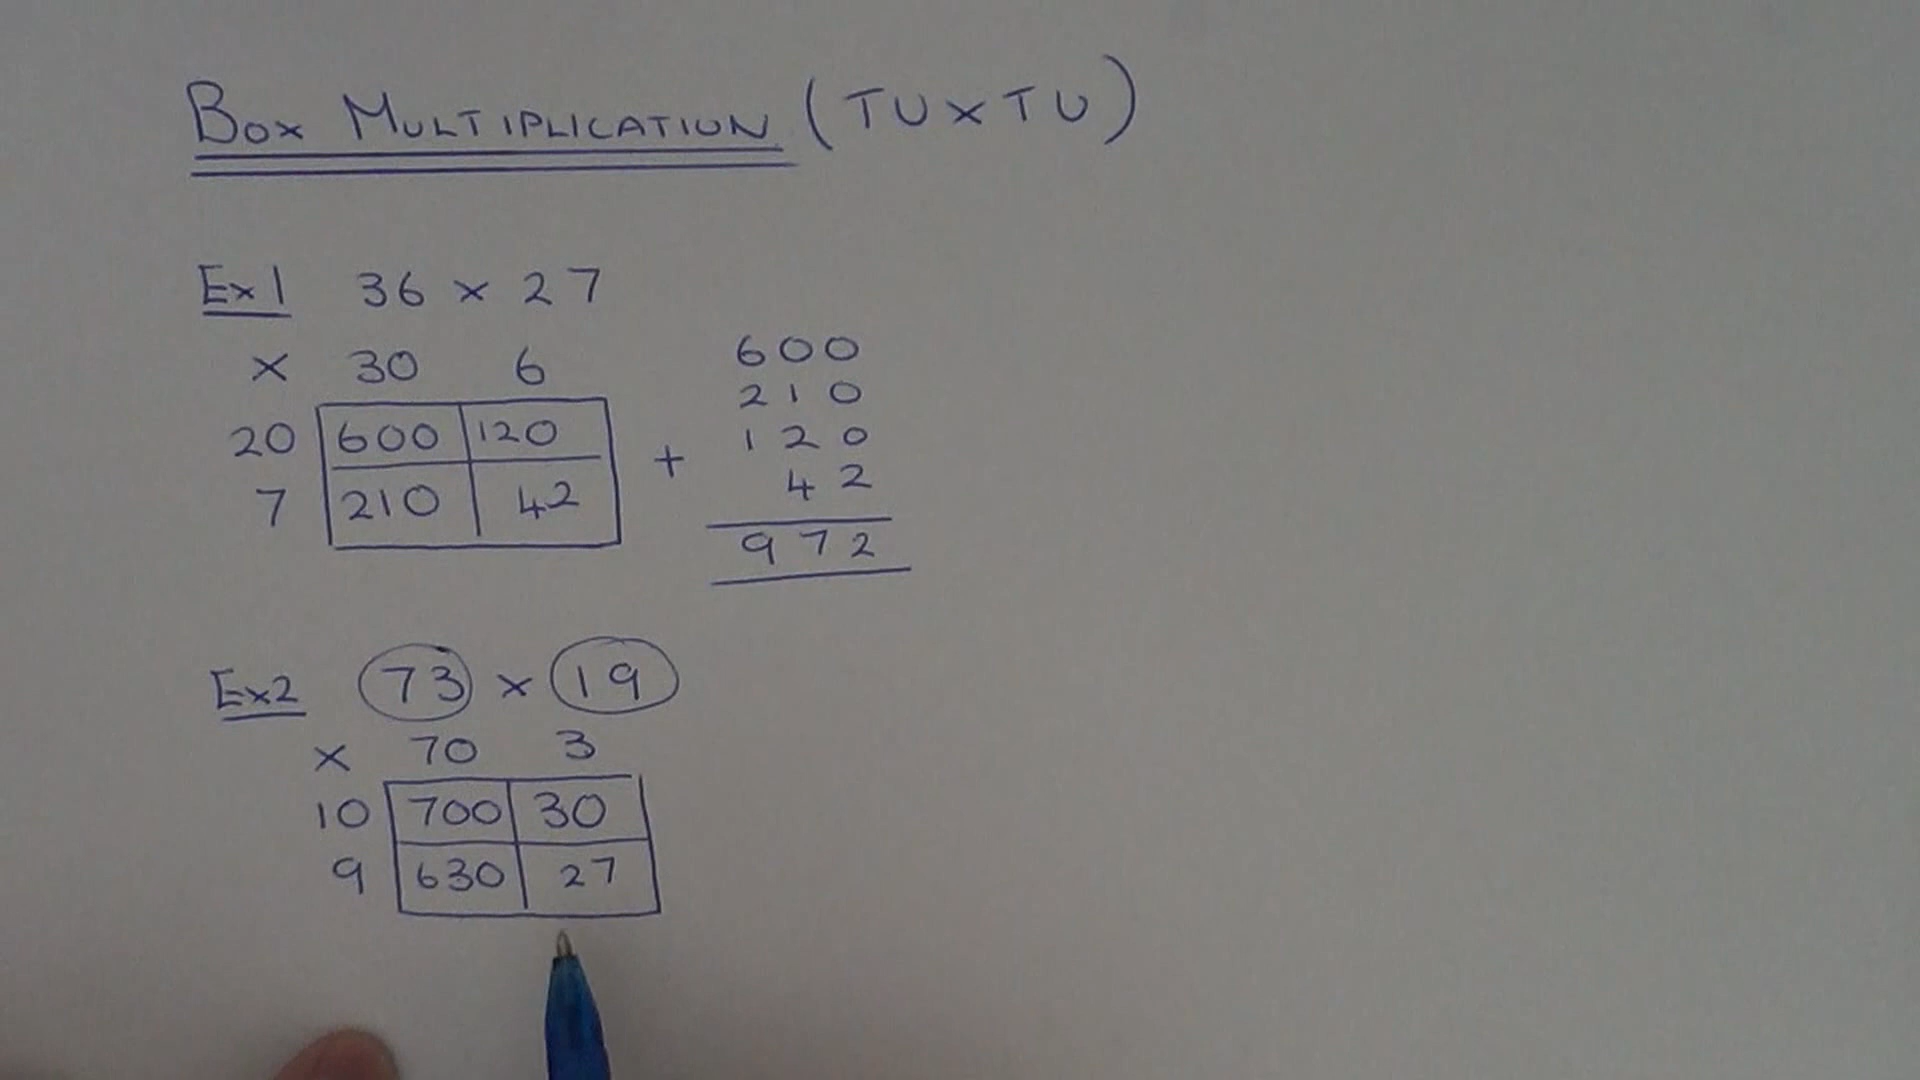 BOX MULTIPLICATION (TU x TU)
Ex1 36 x 27
x 30 6
20 600 120
7 210 42
600
210
120
+ 42
972
Ex2 73 x 19
x 70 3
10 700 30
9 630 27